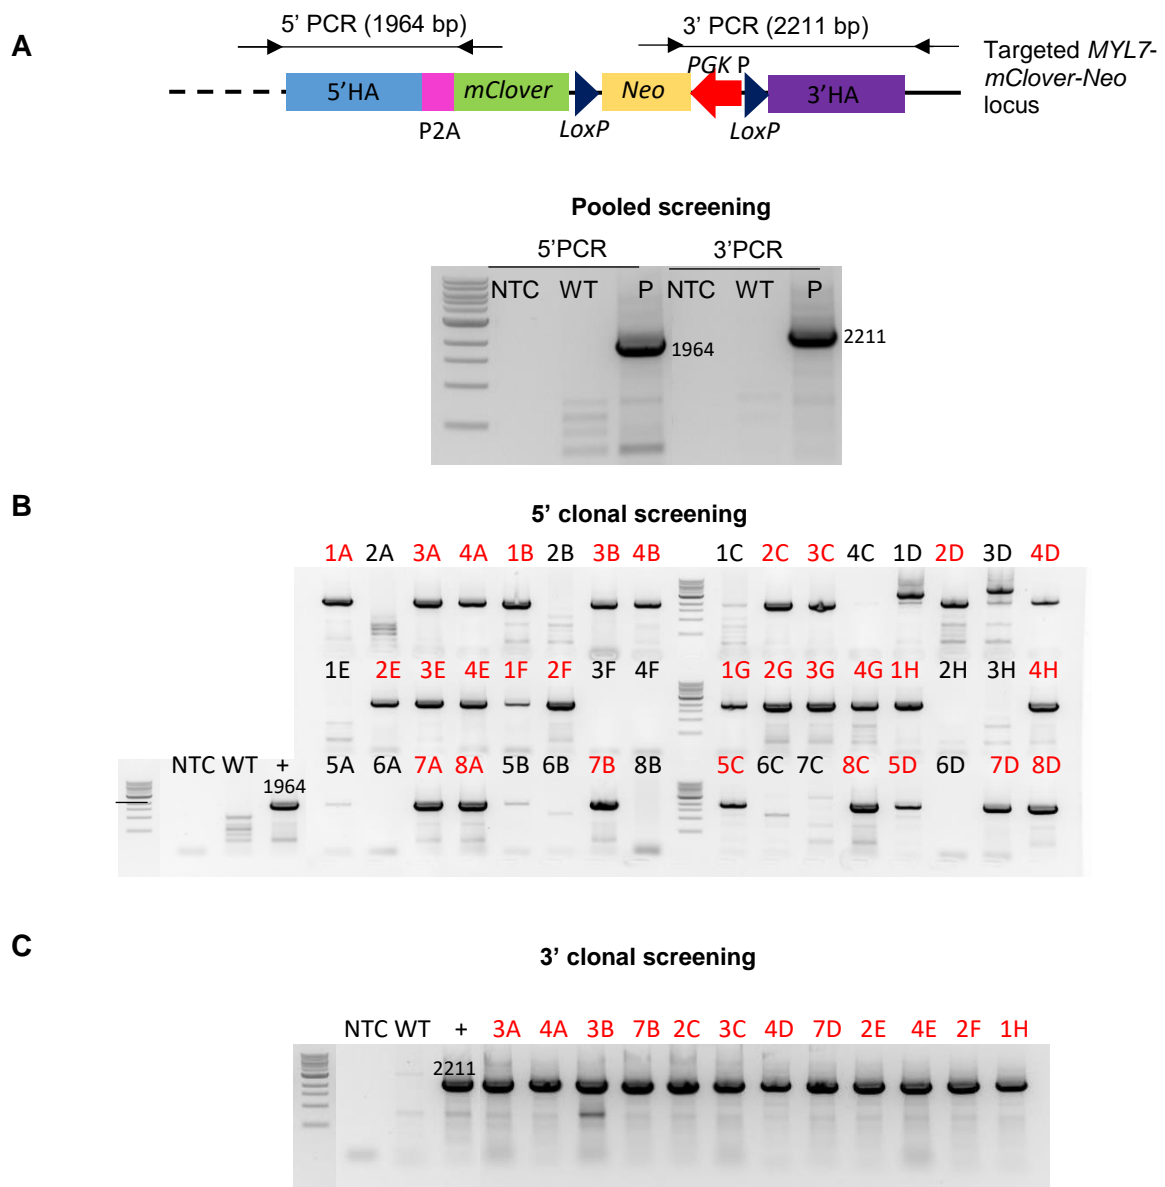 A
5’ PCR (1964 bp)
3’ PCR (2211 bp)
PGK P
5’HA
mClover
Neo
3’HA
P2A
LoxP
LoxP
Targeted MYL7-
mClover-Neo
locus
Pooled screening
5’PCR 3’PCR
NTC WT P NTC WT P
1964
2211
B
5’ clonal screening
1A 2A 3A 4A 1B 2B 3B 4B 1C 2C 3C 4C 1D 2D 3D 4D
1E 2E 3E 4E 1F 2F 3F 4F 1G 2G 3G 4G 1H 2H 3H 4H
NTC WT + 5A 6A 7A 8A 5B 6B 7B 8B 5C 6C 7C 8C 5D 6D 7D 8D
1964
C
3’ clonal screening
NTC WT + 3A 4A 3B 7B 2C 3C 4D 7D 2E 4E 2F 1H
2211